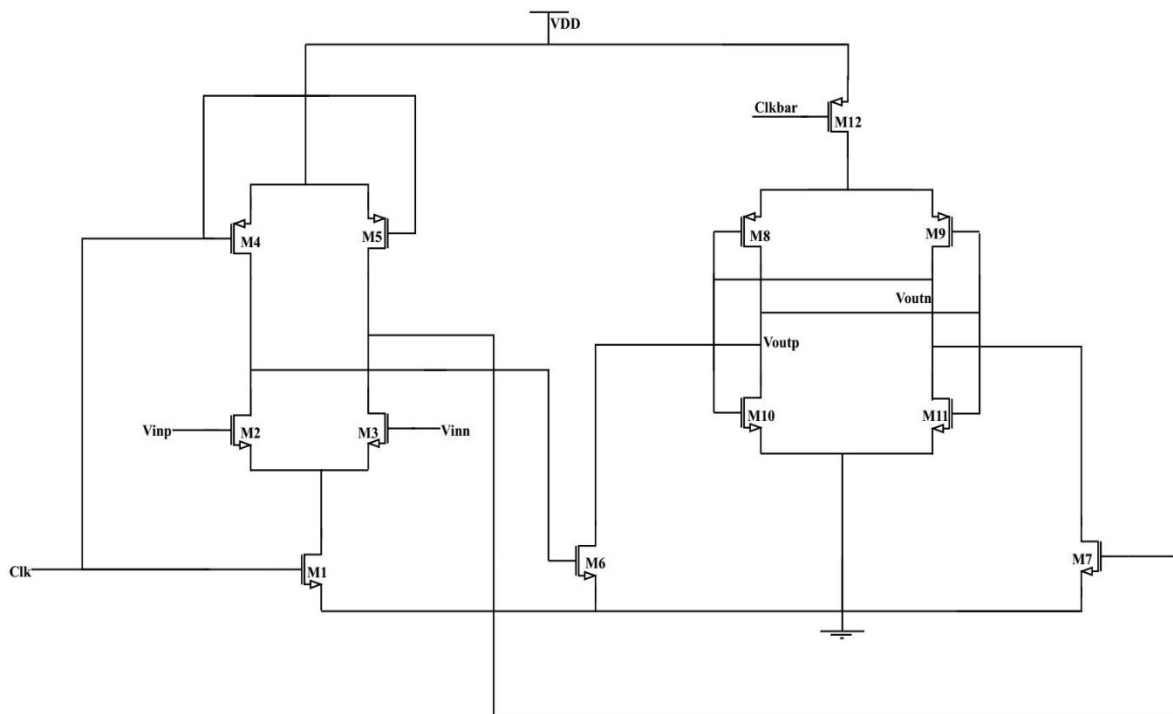 VDD
Clkbar
M12
M4
M5
M8
M9
Voutn
Voutp
M10
M11
Vinp
M2
M3
Vinn
Clk
M1
M6
M7